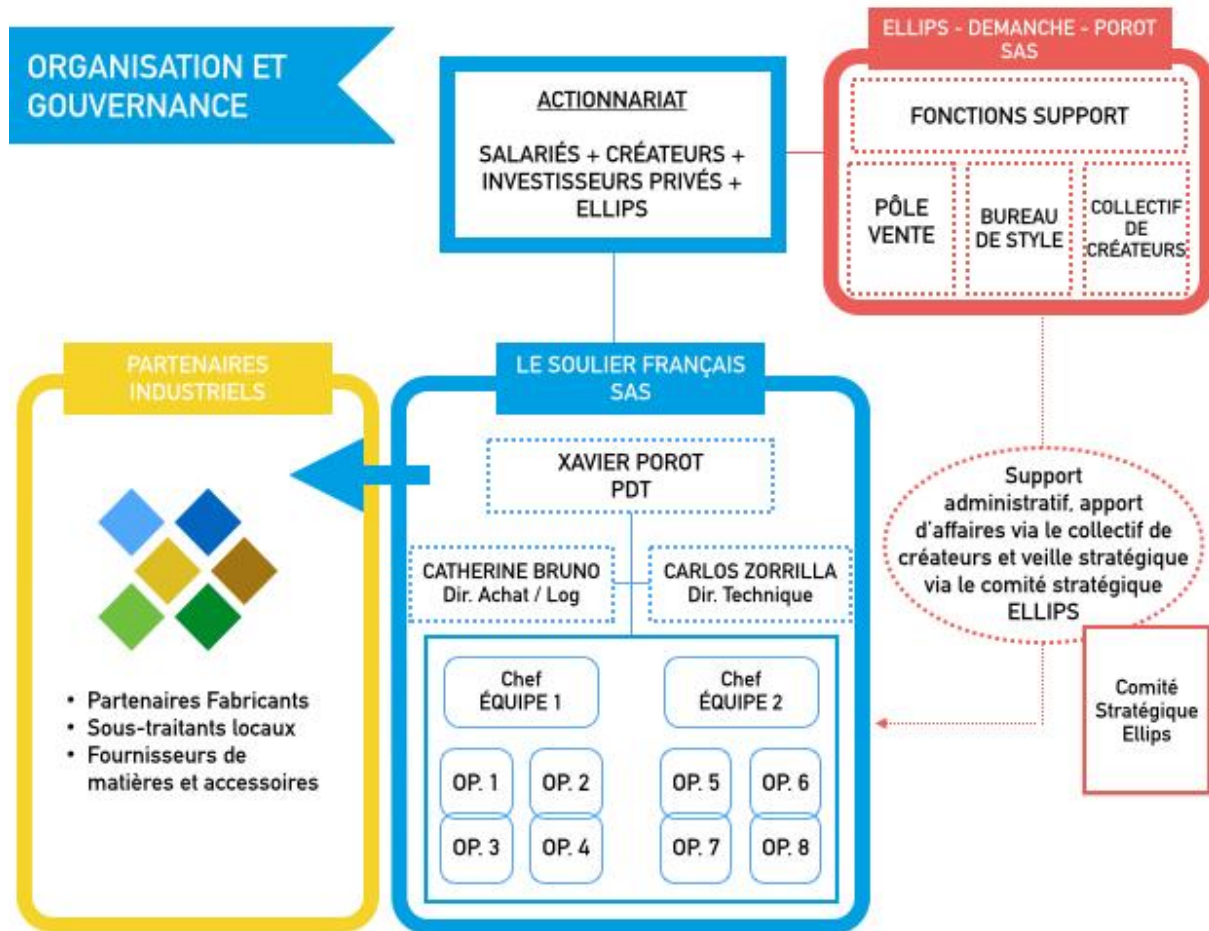 ORGANISATION ET
GOUVERNANCE
ACTIONNARIAT
SALARIÉS + CRÉATEURS +
INVESTISSEURS PRIVÉS +
ELLIPS
ELLIPS - DEMANCHE - POROT
SAS
FONCTIONS SUPPORT
PÔLE
VENTE
BUREAU
DE STYLE
COLLECTIF
DE
CRÉATEURS
PARTENAIRES
INDUSTRIELS
• Partenaires Fabricants
• Sous-traitants locaux
• Fournisseurs de
matières et accessoires
LE SOULIER FRANÇAIS
SAS
XAVIER POROT
PDT
CATHERINE BRUNO
Dir. Achat / Log
CARLOS ZORRILLA
Dir. Technique
Chef
ÉQUIPE 1
Chef
ÉQUIPE 2
OP. 1
OP. 2
OP. 5
OP. 6
OP. 3
OP. 4
OP. 7
OP. 8
Support
administratif, apport
d'affaires via le collectif de
créateurs et veille stratégique
via le comité stratégique
ELLIPS
Comité
Stratégique
Ellips